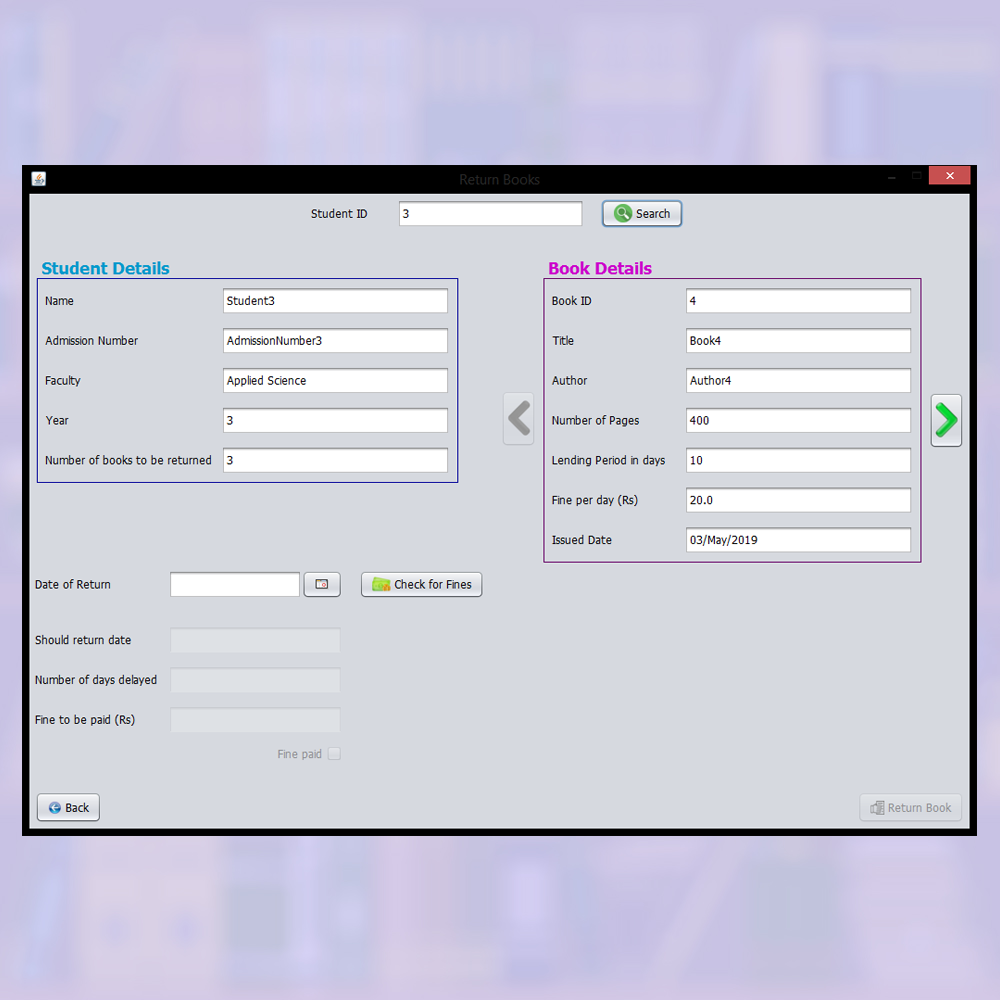 Return Books
Student ID 3 Search
Student Details
Name Student3
Admission Number AdmissionNumber3
Faculty Applied Science
Year 3
Number of books to be returned 3
Book Details
Book ID 4
Title Book4
Author Author4
Number of Pages 400
Lending Period in days 10
Fine per day (Rs) 20.0
Issued Date 03/May/2019
Date of Return Check for Fines
Should return date
Number of days delayed
Fine to be paid (Rs)
Fine paid
Back Return Book